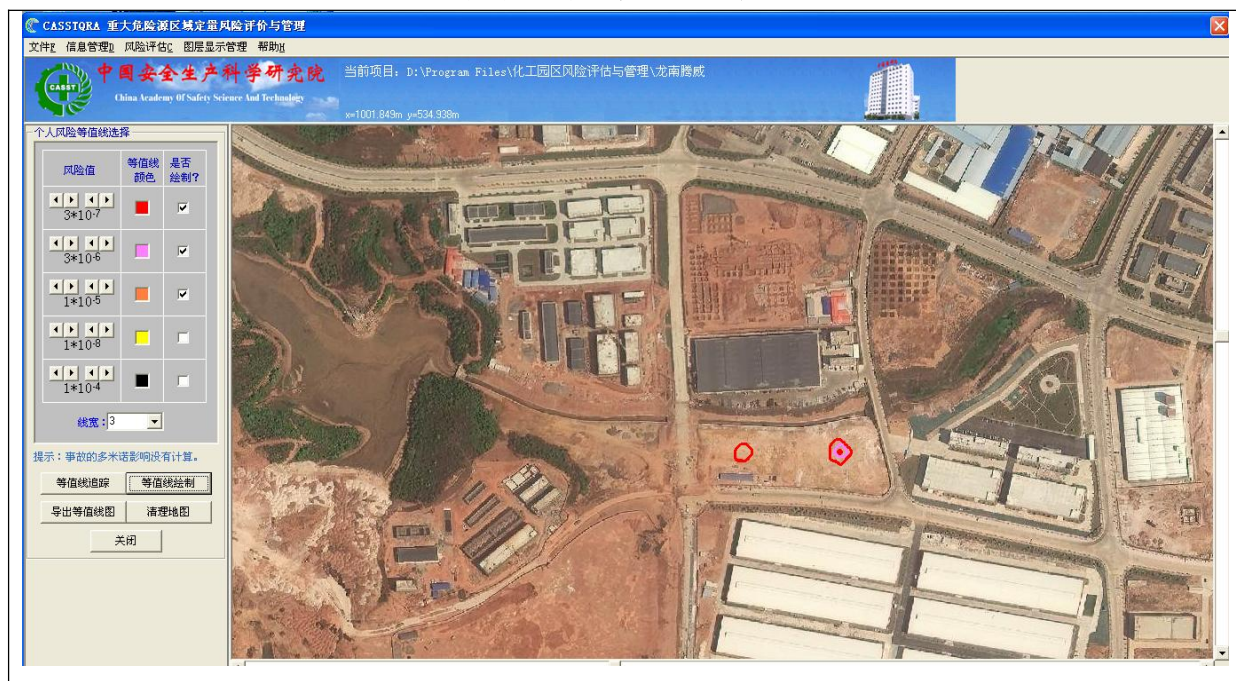 CASSTQRA 重大危险源区域定量风险评价与管理
文件F 信息管理D 风险评估C 图层显示管理 帮助H
CASST 中国安全生产科学研究院
China Academy Of Safety Science And Technology
当前项目：D:\Program Files\化工园区风险评估与管理\龙南腾威
x=1001.849m y=534.938m
个人风险等值线选择
风险值 等值线颜色 是否绘制?
3*10-7
3*10-6
1*10-5
1*10-8
1*10-4
线宽：3
提示：事故的多米诺影响没有计算。
等值线追踪 等值线绘制
导出等值线图 清理地图
关闭